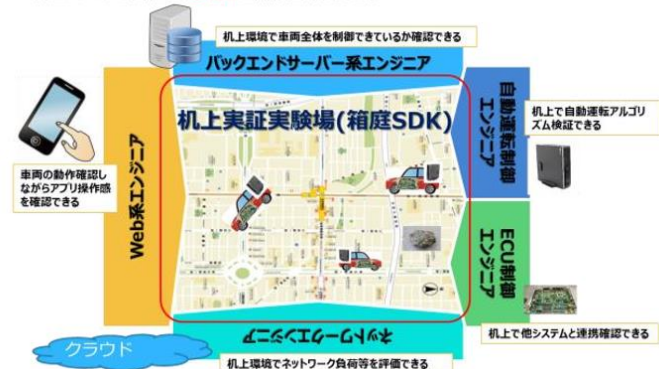 机上環境で車両全体を制御できているか確認できる
バックエンドサーバー系エンジニア
机上実証実験場(箱庭SDK)
自動運転制御
エンジニア
机上で自動運転アルゴリ
ズム検証できる
車両の動作確認し
ながらアプリ操作感
を確認できる
Web系エンジニア
ECU制御
エンジニア
机上で他システムと連携確認できる
ネットワークエンジニア
クラウド
机上環境でネットワーク負荷等を評価できる